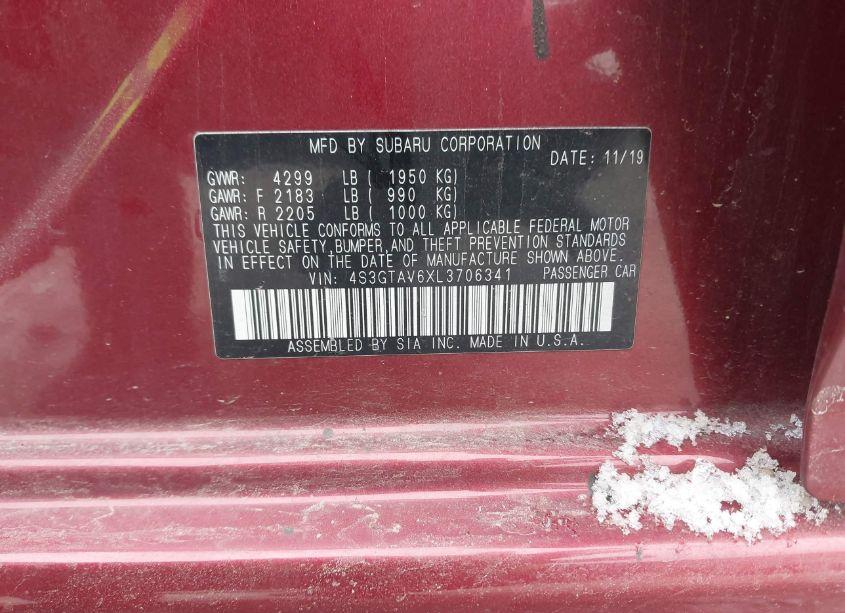 MFD BY SUBARU CORPORATION
DATE: 11/19
GVWR: 4299 LB ( 1950 KG)
GAWR: F 2183 LB ( 990 KG)
GAWR: R 2205 LB ( 1000 KG)
THIS VEHICLE CONFORMS TO ALL APPLICABLE FEDERAL MOTOR
VEHICLE SAFETY,BUMPER,AND THEFT PREVENTION STANDARDS
IN EFFECT ON THE DATE OF MANUFACTURE SHOWN ABOVE.
VIN: 4S3GTAV6XL3706341 PASSENGER CAR
ASSEMBLED BY SIA INC. MADE IN U.S.A.